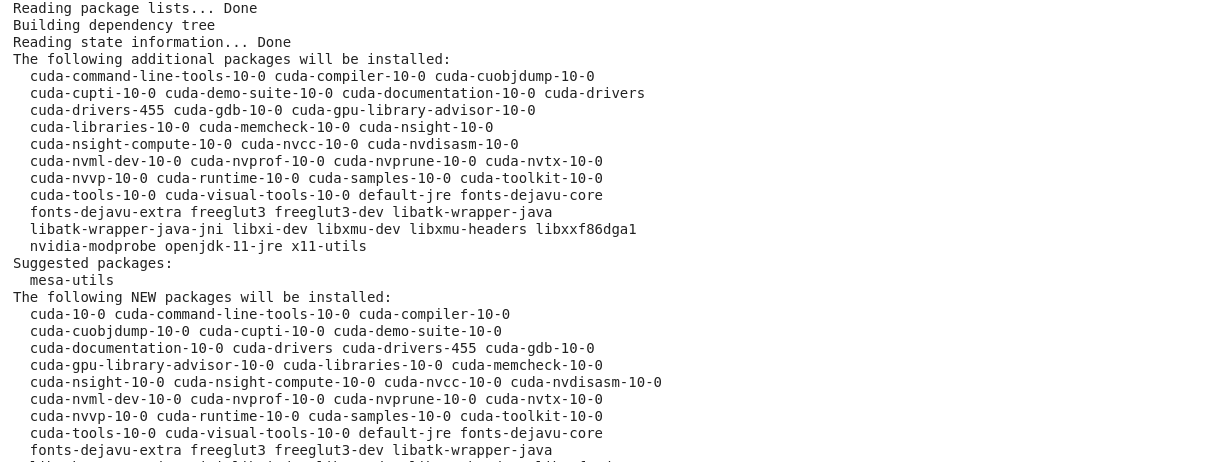 Reading package lists... Done
Building dependency tree
Reading state information... Done
The following additional packages will be installed:
  cuda-command-line-tools-10-0 cuda-compiler-10-0 cuda-cuobjdump-10-0
  cuda-cupti-10-0 cuda-demo-suite-10-0 cuda-documentation-10-0 cuda-drivers
  cuda-drivers-455 cuda-gdb-10-0 cuda-gpu-library-advisor-10-0
  cuda-libraries-10-0 cuda-memcheck-10-0 cuda-nsight-10-0
  cuda-nsight-compute-10-0 cuda-nvcc-10-0 cuda-nvdisasm-10-0
  cuda-nvml-dev-10-0 cuda-nvprof-10-0 cuda-nvprune-10-0 cuda-nvtx-10-0
  cuda-nvvp-10-0 cuda-runtime-10-0 cuda-samples-10-0 cuda-toolkit-10-0
  cuda-tools-10-0 cuda-visual-tools-10-0 default-jre fonts-dejavu-core
  fonts-dejavu-extra freeglut3 freeglut3-dev libatk-wrapper-java
  libatk-wrapper-java-jni libxi-dev libxmu-dev libxmu-headers libxxf86dga1
  nvidia-modprobe openjdk-11-jre x11-utils
Suggested packages:
  mesa-utils
The following NEW packages will be installed:
  cuda-10-0 cuda-command-line-tools-10-0 cuda-compiler-10-0
  cuda-cuobjdump-10-0 cuda-cupti-10-0 cuda-demo-suite-10-0
  cuda-documentation-10-0 cuda-drivers cuda-drivers-455 cuda-gdb-10-0
  cuda-gpu-library-advisor-10-0 cuda-libraries-10-0 cuda-memcheck-10-0
  cuda-nsight-10-0 cuda-nsight-compute-10-0 cuda-nvcc-10-0 cuda-nvdisasm-10-0
  cuda-nvml-dev-10-0 cuda-nvprof-10-0 cuda-nvprune-10-0 cuda-nvtx-10-0
  cuda-nvvp-10-0 cuda-runtime-10-0 cuda-samples-10-0 cuda-toolkit-10-0
  cuda-tools-10-0 cuda-visual-tools-10-0 default-jre fonts-dejavu-core
  fonts-dejavu-extra freeglut3 freeglut3-dev libatk-wrapper-java